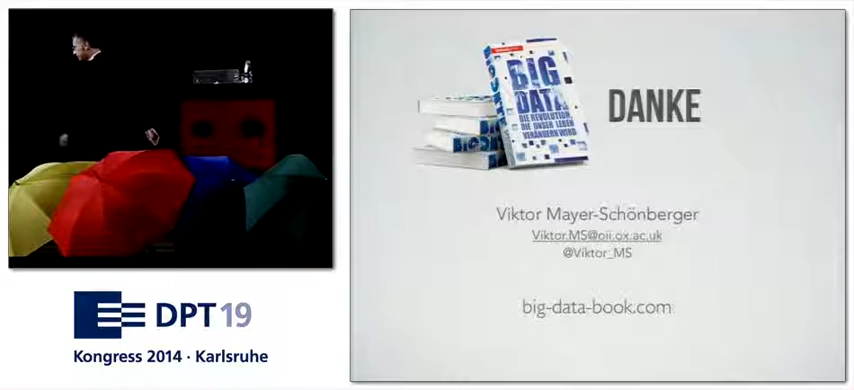 BIG
DATA
DIE REVOLUTION,
DIE UNSER LEBEN
VERÄNDERN WIRD
DANKE
Viktor Mayer-Schönberger
Viktor.MS@oii.ox.ac.uk
@Viktor_MS
big-data-book.com
DPT 19
Kongress 2014 · Karlsruhe